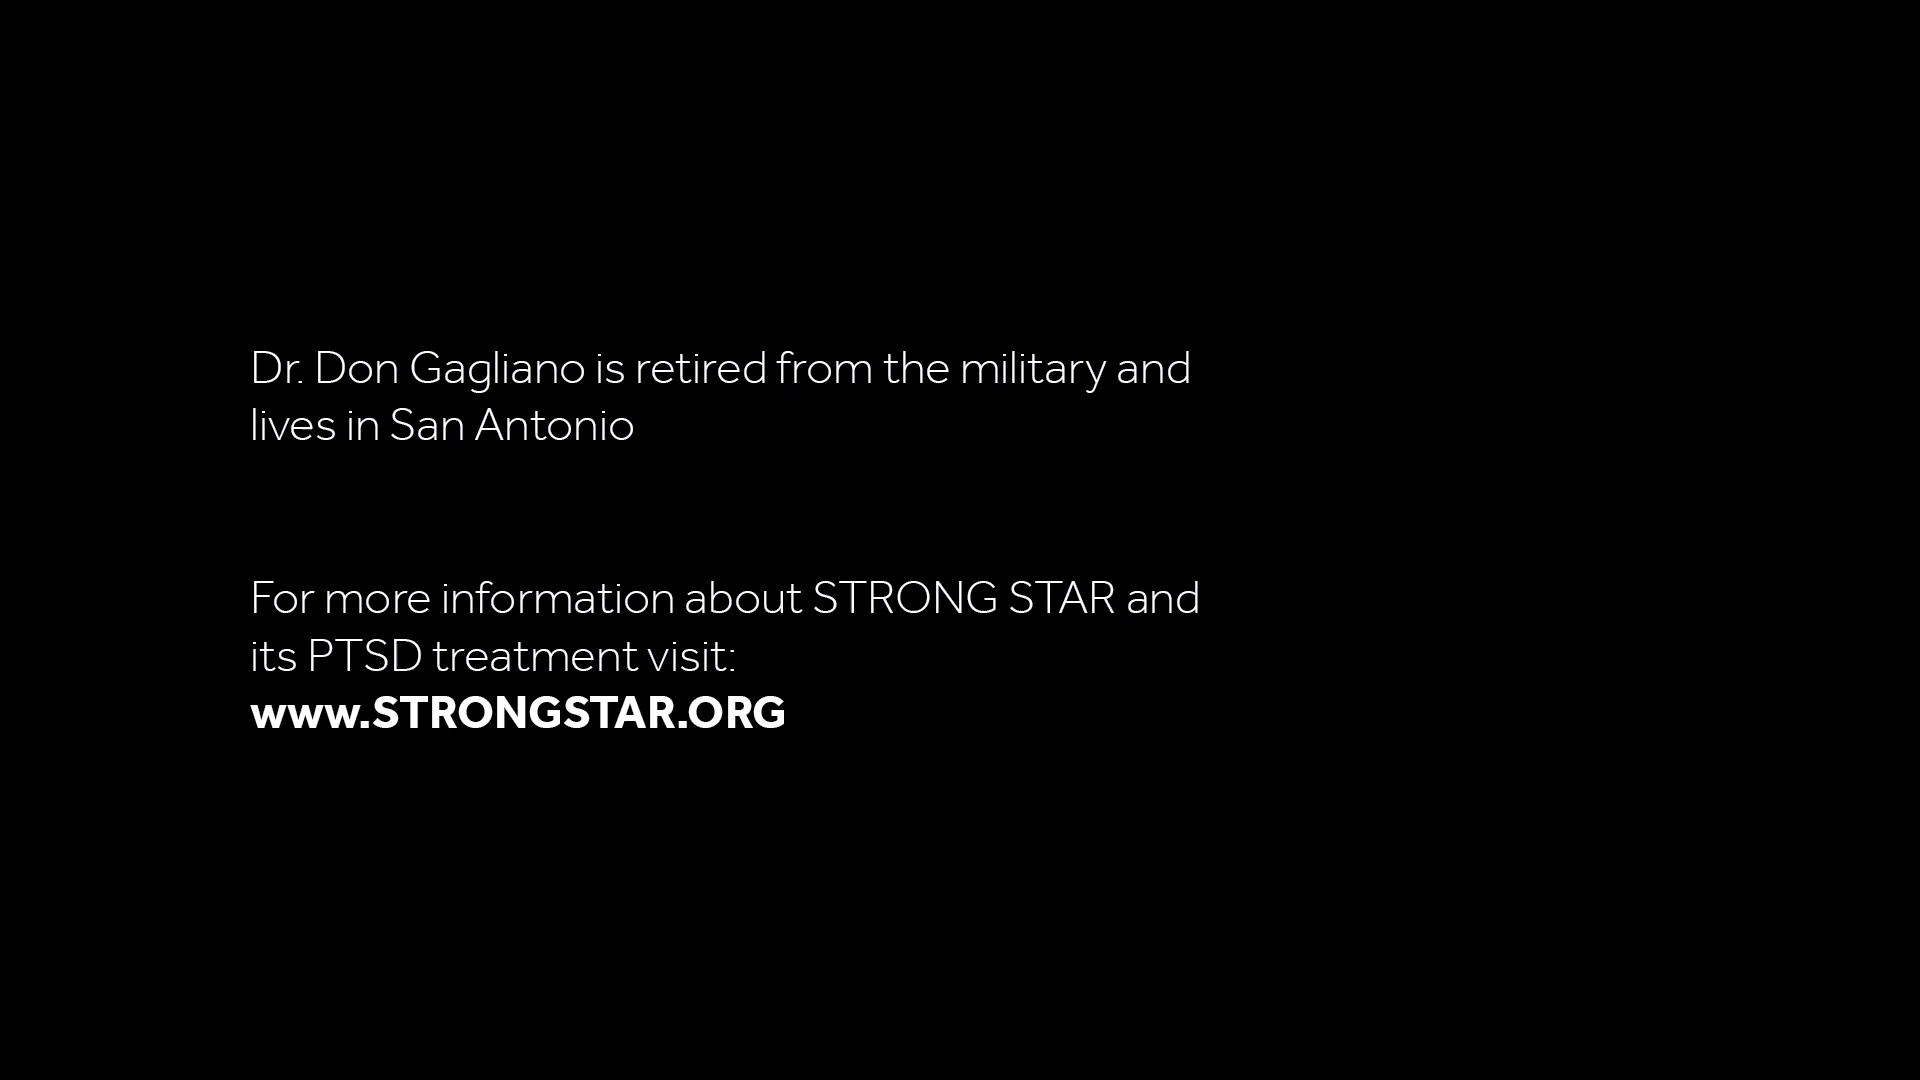 Dr. Don Gagliano is retired from the military and
lives in San Antonio
For more information about STRONG STAR and
its PTSD treatment visit:
www.STRONGSTAR.ORG